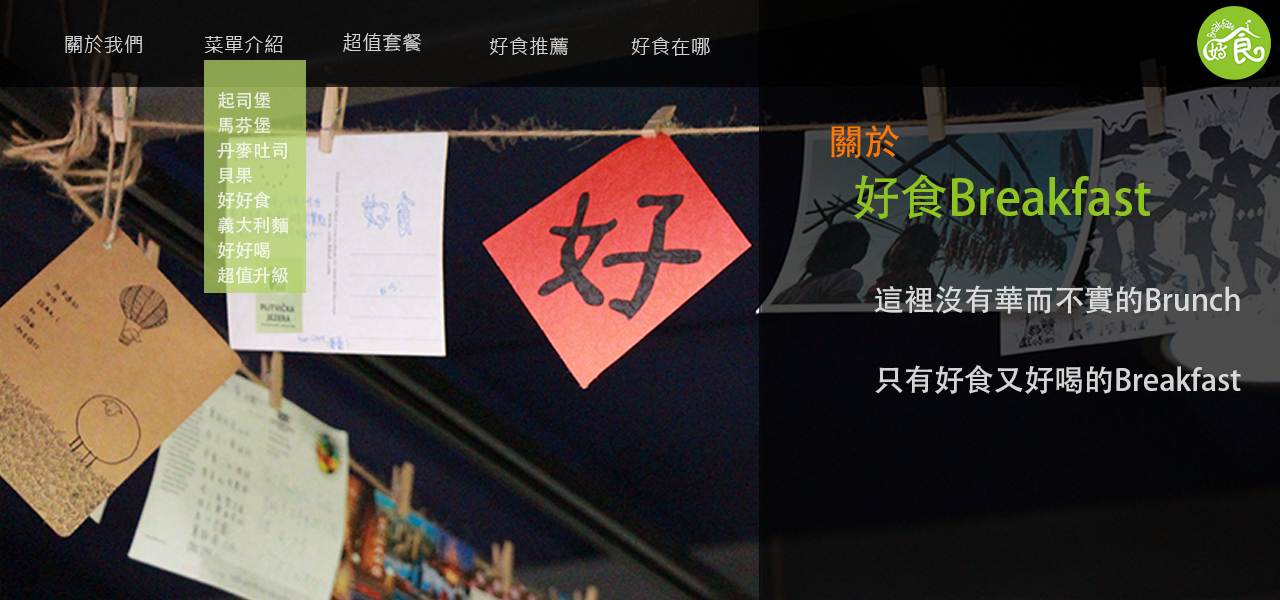 關於我們 菜單介紹 超值套餐 好食推薦 好食在哪
好食
起司堡
馬芬堡
丹麥吐司
貝果
好好食
義大利麵
好好喝
超值升級
好食
PLITVIČKA
JEZERA
好
關於
好食Breakfast
這裡沒有華而不實的Brunch
只有好食又好喝的Breakfast